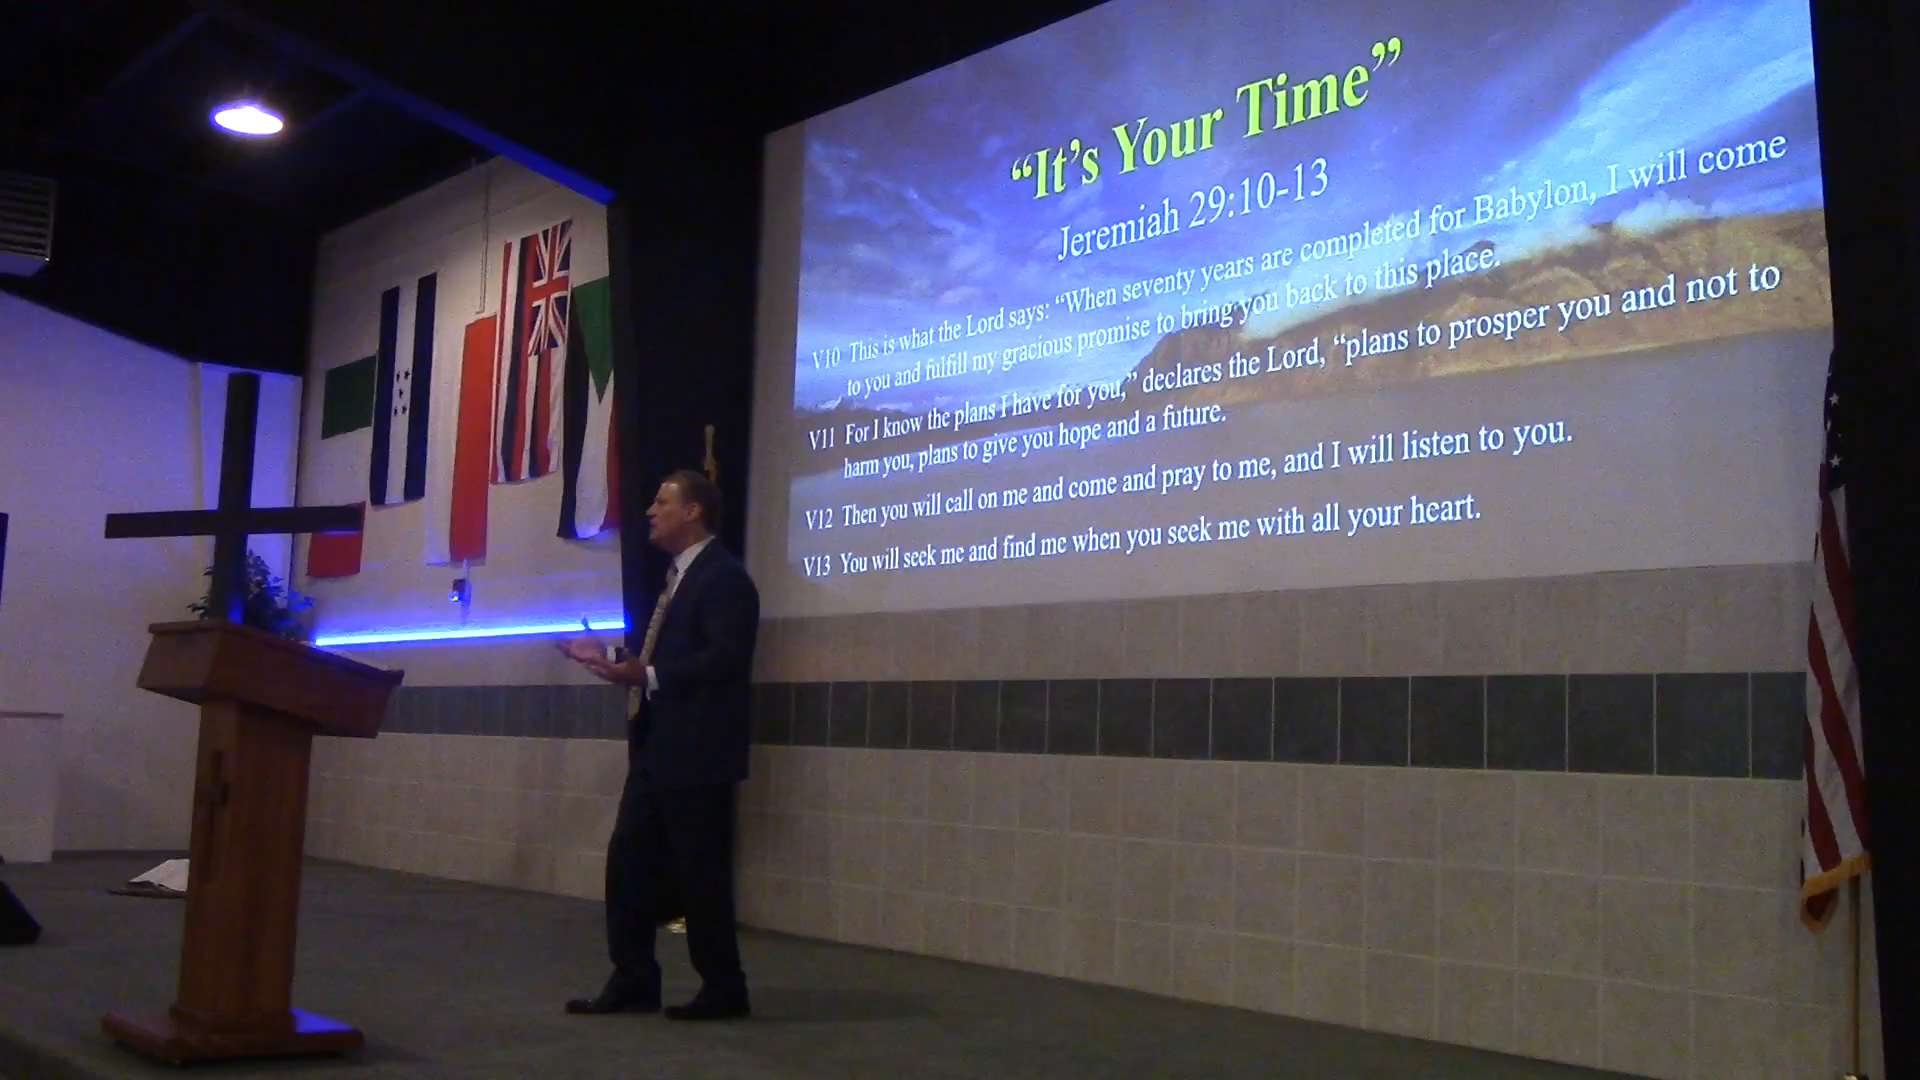 “It’s Your Time”
Jeremiah 29:10-13
V10 This is what the Lord says: “When seventy years are completed for Babylon, I will come
to you and fulfill my gracious promise to bring you back to this place.
V11 For I know the plans I have for you,” declares the Lord, “plans to prosper you and not to
harm you, plans to give you hope and a future.
V12 Then you will call on me and come and pray to me, and I will listen to you.
V13 You will seek me and find me when you seek me with all your heart.